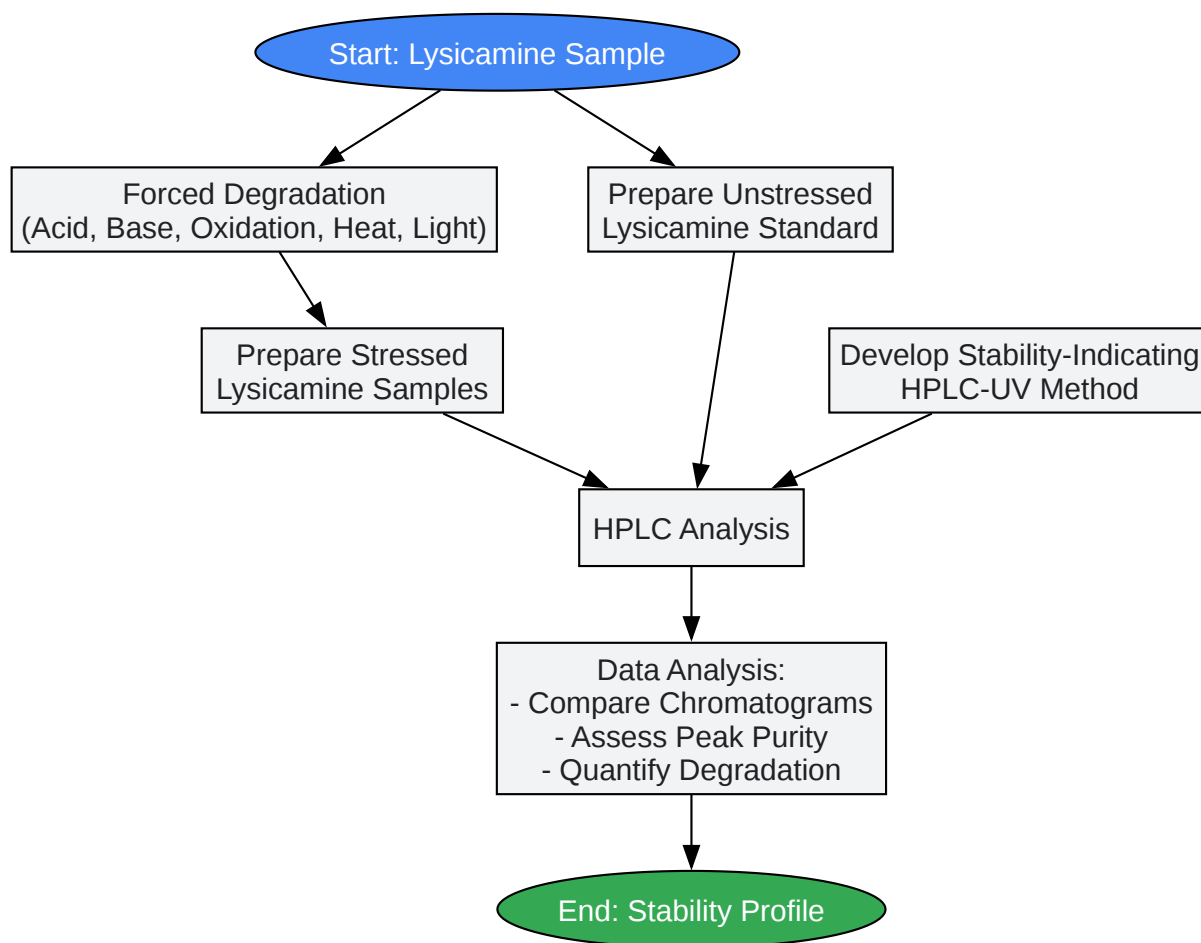 Start: Lysicamine Sample
Forced Degradation
(Acid, Base, Oxidation, Heat, Light)
Prepare Unstressed
Lysicamine Standard
Prepare Stressed
Lysicamine Samples
Develop Stability-Indicating
HPLC-UV Method
HPLC Analysis
Data Analysis:
- Compare Chromatograms
- Assess Peak Purity
- Quantify Degradation
End: Stability Profile